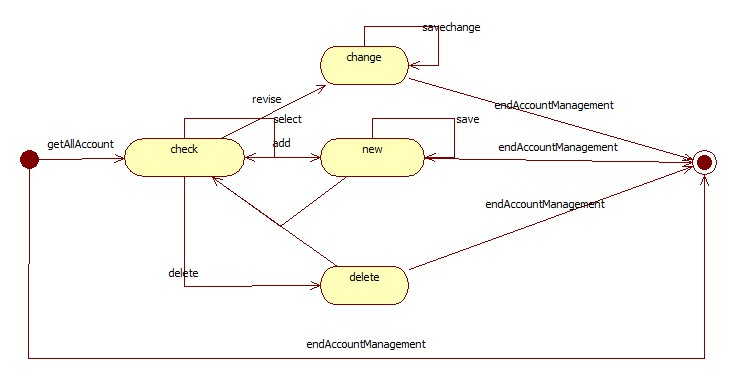 savechange
change
revise
endAccountManagement
select
save
getAllAccount
check
add
new
endAccountManagement
endAccountManagement
delete
delete
endAccountManagement